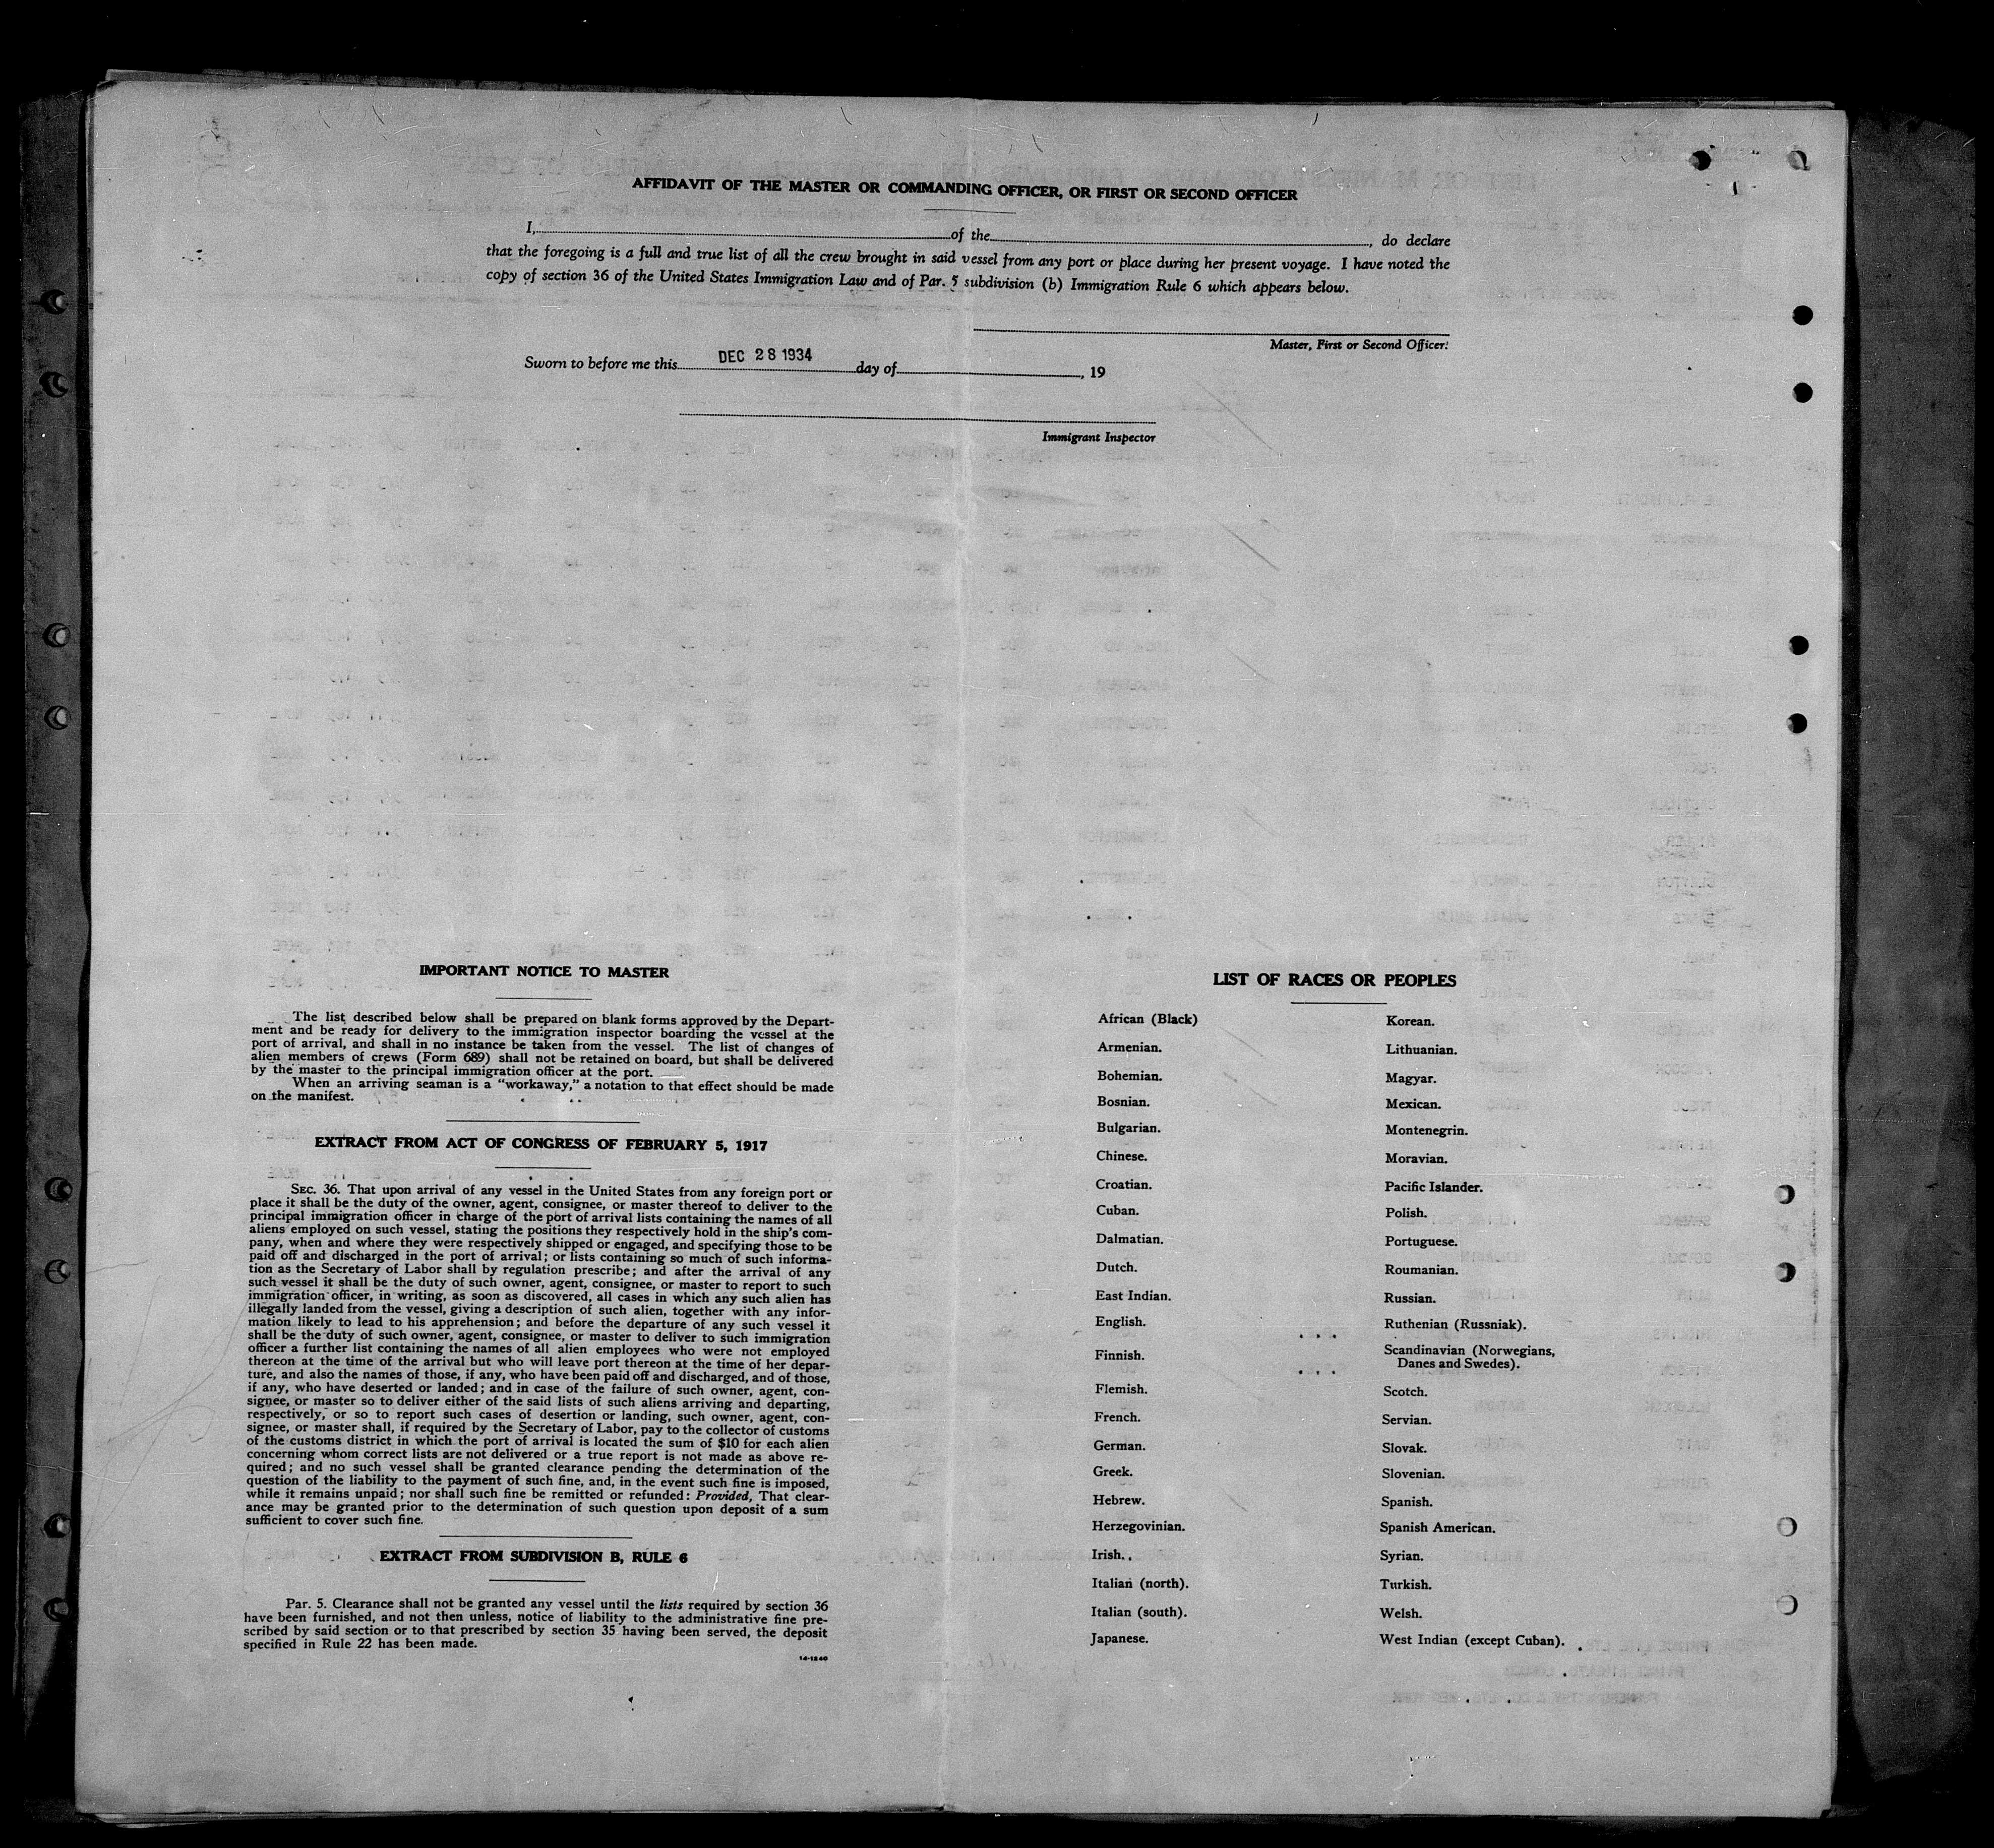 AFFIDAVIT OF THE MASTER OR COMMANDING OFFICER, OR FIRST OR SECOND OFFICER
I, of the , do declare
that the foregoing is a full and true list of all the crew brought in said vessel from any port or place during her present voyage. I have noted the
copy of section 36 of the United States Immigration Law and of Par. 5 subdivision (b) Immigration Rule 6 which appears below.
Master, First or Second Officer.
Sworn to before me this DEC 28 1934 day of , 19
Immigrant Inspector
IMPORTANT NOTICE TO MASTER
The list described below shall be prepared on blank forms approved by the Depart-
ment and be ready for delivery to the immigration inspector boarding the vessel at the
port of arrival, and shall in no instance be taken from the vessel. The list of changes of
alien members of crews (Form 689) shall not be retained on board, but shall be delivered
by the master to the principal immigration officer at the port.
When an arriving seaman is a "workaway," a notation to that effect should be made
on the manifest.
EXTRACT FROM ACT OF CONGRESS OF FEBRUARY 5, 1917
SEC. 36. That upon arrival of any vessel in the United States from any foreign port or
place it shall be the duty of the owner, agent, consignee, or master thereof to deliver to the
principal immigration officer in charge of the port of arrival lists containing the names of all
aliens employed on such vessel, stating the positions they respectively hold in the ship's com-
pany, when and where they were respectively shipped or engaged, and specifying those to be
paid off and discharged in the port of arrival; or lists containing so much of such informa-
tion as the Secretary of Labor shall by regulation prescribe; and after the arrival of any
such vessel it shall be the duty of such owner, agent, consignee, or master to report to such
immigration officer, in writing, as soon as discovered, all cases in which any such alien has
illegally landed from the vessel, giving a description of such alien, together with any infor-
mation likely to lead to his apprehension; and before the departure of any such vessel it
shall be the duty of such owner, agent, consignee, or master to deliver to such immigration
officer a further list containing the names of all alien employees who were not employed
thereon at the time of the arrival but who will leave port thereon at the time of her depar-
ture, and also the names of those, if any, who have been paid off and discharged, and of those,
if any, who have deserted or landed; and in case of the failure of such owner, agent, con-
signee, or master so to deliver either of the said lists of such aliens arriving and departing,
respectively, or so to report such cases of desertion or landing, such owner, agent, con-
signee, or master shall, if required by the Secretary of Labor, pay to the collector of customs
of the customs district in which the port of arrival is located the sum of $10 for each alien
concerning whom correct lists are not delivered or a true report is not made as above re-
quired; and no such vessel shall be granted clearance pending the determination of the
question of the liability to the payment of such fine, and, in the event such fine is imposed,
while it remains unpaid; nor shall such fine be remitted or refunded: Provided, That clear-
ance may be granted prior to the determination of such question upon deposit of a sum
sufficient to cover such fine.
EXTRACT FROM SUBDIVISION B, RULE 6
Par. 5. Clearance shall not be granted any vessel until the lists required by section 36
have been furnished, and not then unless, notice of liability to the administrative fine pre-
scribed by said section or to that prescribed by section 35 having been served, the deposit
specified in Rule 22 has been made.
14-1240
LIST OF RACES OR PEOPLES
African (Black)
Armenian.
Bohemian.
Bosnian.
Bulgarian.
Chinese.
Croatian.
Cuban.
Dalmatian.
Dutch.
East Indian.
English.
Finnish.
Flemish.
French.
German.
Greek.
Hebrew.
Herzegovinian.
Irish.
Italian (north).
Italian (south).
Japanese.
Korean.
Lithuanian.
Magyar.
Mexican.
Montenegrin.
Moravian.
Pacific Islander.
Polish.
Portuguese.
Roumanian.
Russian.
Ruthenian (Russniak).
Scandinavian (Norwegians,
Danes and Swedes).
Scotch.
Servian.
Slovak.
Slovenian.
Spanish.
Spanish American.
Syrian.
Turkish.
Welsh.
West Indian (except Cuban).